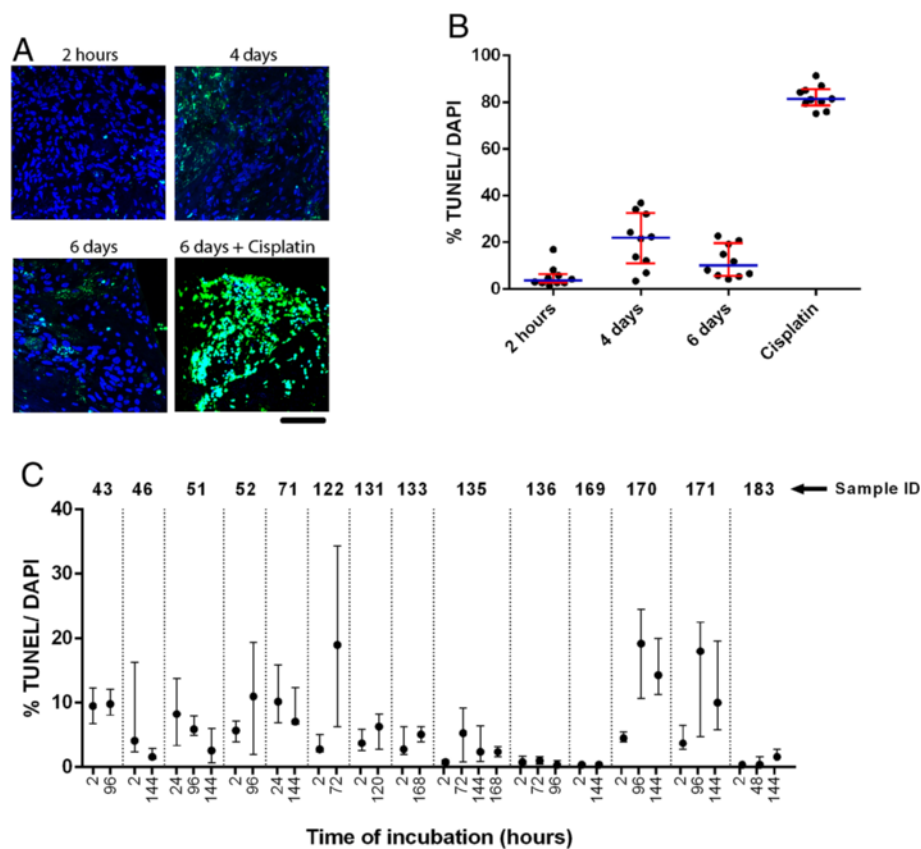 A
2 hours
4 days
6 days
6 days + Cisplatin
B
% TUNEL/ DAPI
100
80
60
40
20
0
2 hours
4 days
6 days
Cisplatin
C
43 46 51 52 71 122 131 133 135 136 169 170 171 183 Sample ID
% TUNEL/ DAPI
40
30
20
10
0
2 96 2 144 24 96 144 2 96 24 144 2 72 2 120 2 168 2 72 148 168 2 72 96 2 144 2 96 144 2 96 144 2 48 144
Time of incubation (hours)